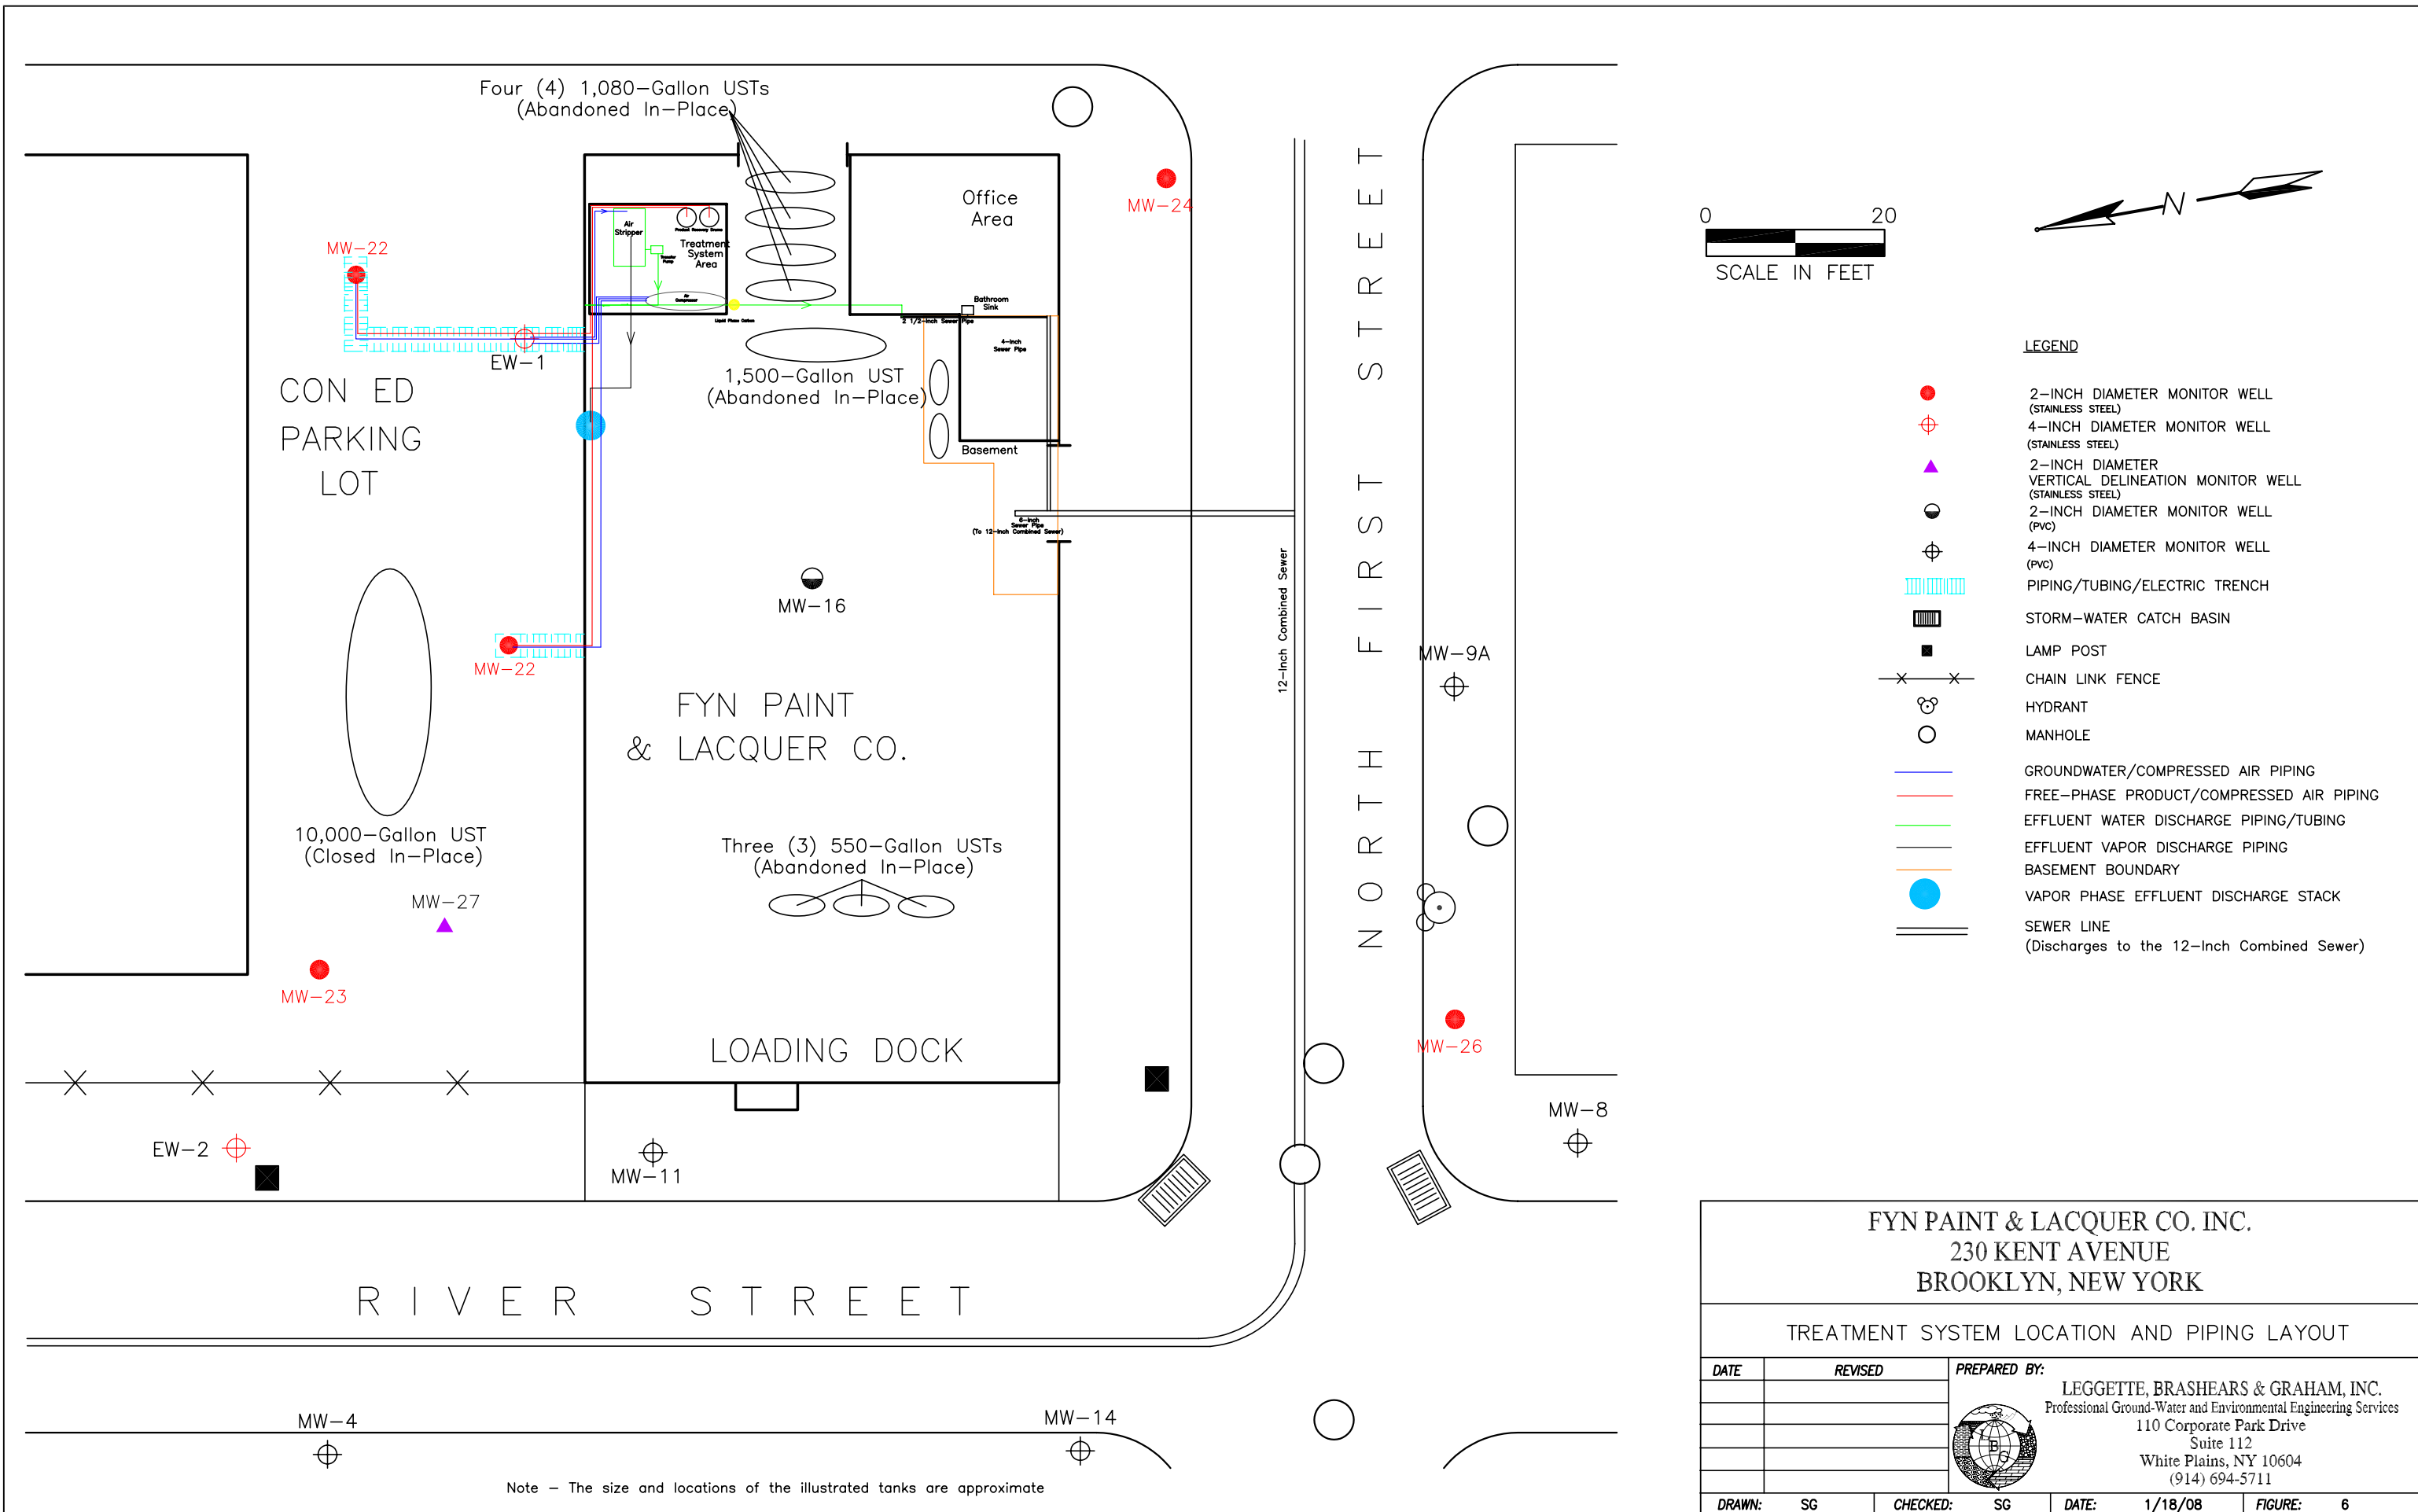 Four (4) 1,080-Gallon USTs
(Abandoned In-Place)
Office
Area
MW-24
Air
Stripper
Product Recovery Drums
Treatment
System
Area
Transfer
Pump
Air
Compressor
Liquid Phase Carbon
Bathroom
Sink
2 1/2-Inch Sewer Pipe
4-Inch
Sewer Pipe
MW-22
EW-1
1,500-Gallon UST
(Abandoned In-Place)
Basement
CON ED
PARKING
LOT
6-Inch
Sewer Pipe
(To 12-Inch Combined Sewer)
12-Inch Combined Sewer
NORTH FIRST STREET
MW-16
MW-22
MW-9A
FYN PAINT
& LACQUER CO.
10,000-Gallon UST
(Closed In-Place)
Three (3) 550-Gallon USTs
(Abandoned In-Place)
MW-27
MW-23
MW-26
LOADING DOCK
MW-8
EW-2
MW-11
RIVER STREET
MW-4
MW-14
Note - The size and locations of the illustrated tanks are approximate
0 20
SCALE IN FEET
N
LEGEND
2-INCH DIAMETER MONITOR WELL
(STAINLESS STEEL)
4-INCH DIAMETER MONITOR WELL
(STAINLESS STEEL)
2-INCH DIAMETER
VERTICAL DELINEATION MONITOR WELL
(STAINLESS STEEL)
2-INCH DIAMETER MONITOR WELL
(PVC)
4-INCH DIAMETER MONITOR WELL
(PVC)
PIPING/TUBING/ELECTRIC TRENCH
STORM-WATER CATCH BASIN
LAMP POST
CHAIN LINK FENCE
HYDRANT
MANHOLE
GROUNDWATER/COMPRESSED AIR PIPING
FREE-PHASE PRODUCT/COMPRESSED AIR PIPING
EFFLUENT WATER DISCHARGE PIPING/TUBING
EFFLUENT VAPOR DISCHARGE PIPING
BASEMENT BOUNDARY
VAPOR PHASE EFFLUENT DISCHARGE STACK
SEWER LINE
(Discharges to the 12-Inch Combined Sewer)
FYN PAINT & LACQUER CO. INC.
230 KENT AVENUE
BROOKLYN, NEW YORK
TREATMENT SYSTEM LOCATION AND PIPING LAYOUT
DATE REVISED PREPARED BY:
LEGGETTE, BRASHEARS & GRAHAM, INC.
Professional Ground-Water and Environmental Engineering Services
110 Corporate Park Drive
Suite 112
White Plains, NY 10604
(914) 694-5711
L B G
DRAWN: SG CHECKED: SG DATE: 1/18/08 FIGURE: 6